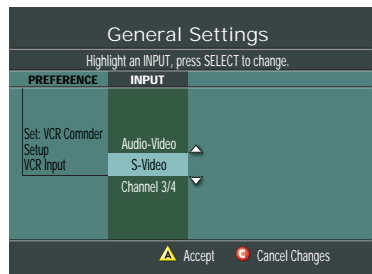 General Settings
Highlight an INPUT, press SELECT to change.
PREFERENCE INPUT
Set: VCR Comnder
Setup
VCR Input
Audio-Video
S-Video
Channel 3/4
A Accept C Cancel Changes